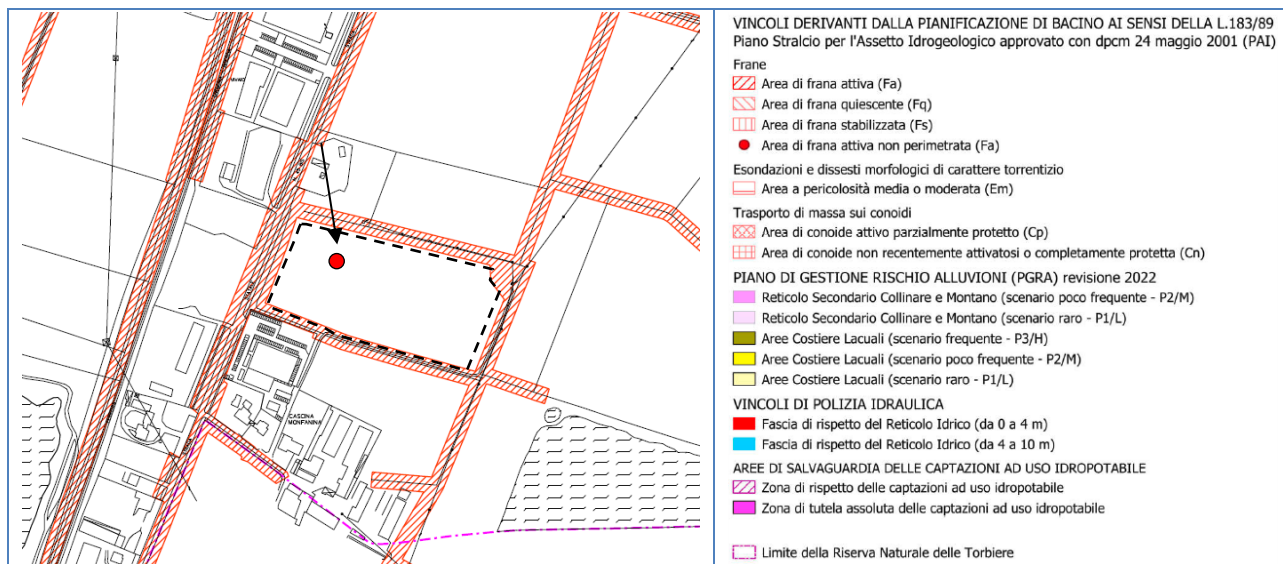 CASCINA
MONFANINA
VINCOLI DERIVANTI DALLA PIANIFICAZIONE DI BACINO AI SENSI DELLA L.183/89
Piano Stralcio per l'Assetto Idrogeologico approvato con dpcm 24 maggio 2001 (PAI)
Frane
Area di frana attiva (Fa)
Area di frana quiescente (Fq)
Area di frana stabilizzata (Fs)
Area di frana attiva non perimetrata (Fa)
Esondazioni e dissesti morfologici di carattere torrentizio
Area a pericolosità media o moderata (Em)
Trasporto di massa sui conoidi
Area di conoide attivo parzialmente protetto (Cp)
Area di conoide non recentemente attivatosi o completamente protetta (Cn)
PIANO DI GESTIONE RISCHIO ALLUVIONI (PGRA) revisione 2022
Reticolo Secondario Collinare e Montano (scenario poco frequente - P2/M)
Reticolo Secondario Collinare e Montano (scenario raro - P1/L)
Aree Costiere Lacuali (scenario frequente - P3/H)
Aree Costiere Lacuali (scenario poco frequente - P2/M)
Aree Costiere Lacuali (scenario raro - P1/L)
VINCOLI DI POLIZIA IDRAULICA
Fascia di rispetto del Reticolo Idrico (da 0 a 4 m)
Fascia di rispetto del Reticolo Idrico (da 4 a 10 m)
AREE DI SALVAGUARDIA DELLE CAPTAZIONI AD USO IDROPOTABILE
Zona di rispetto delle captazioni ad uso idropotabile
Zona di tutela assoluta delle captazioni ad uso idropotabile
Limite della Riserva Naturale delle Torbiere